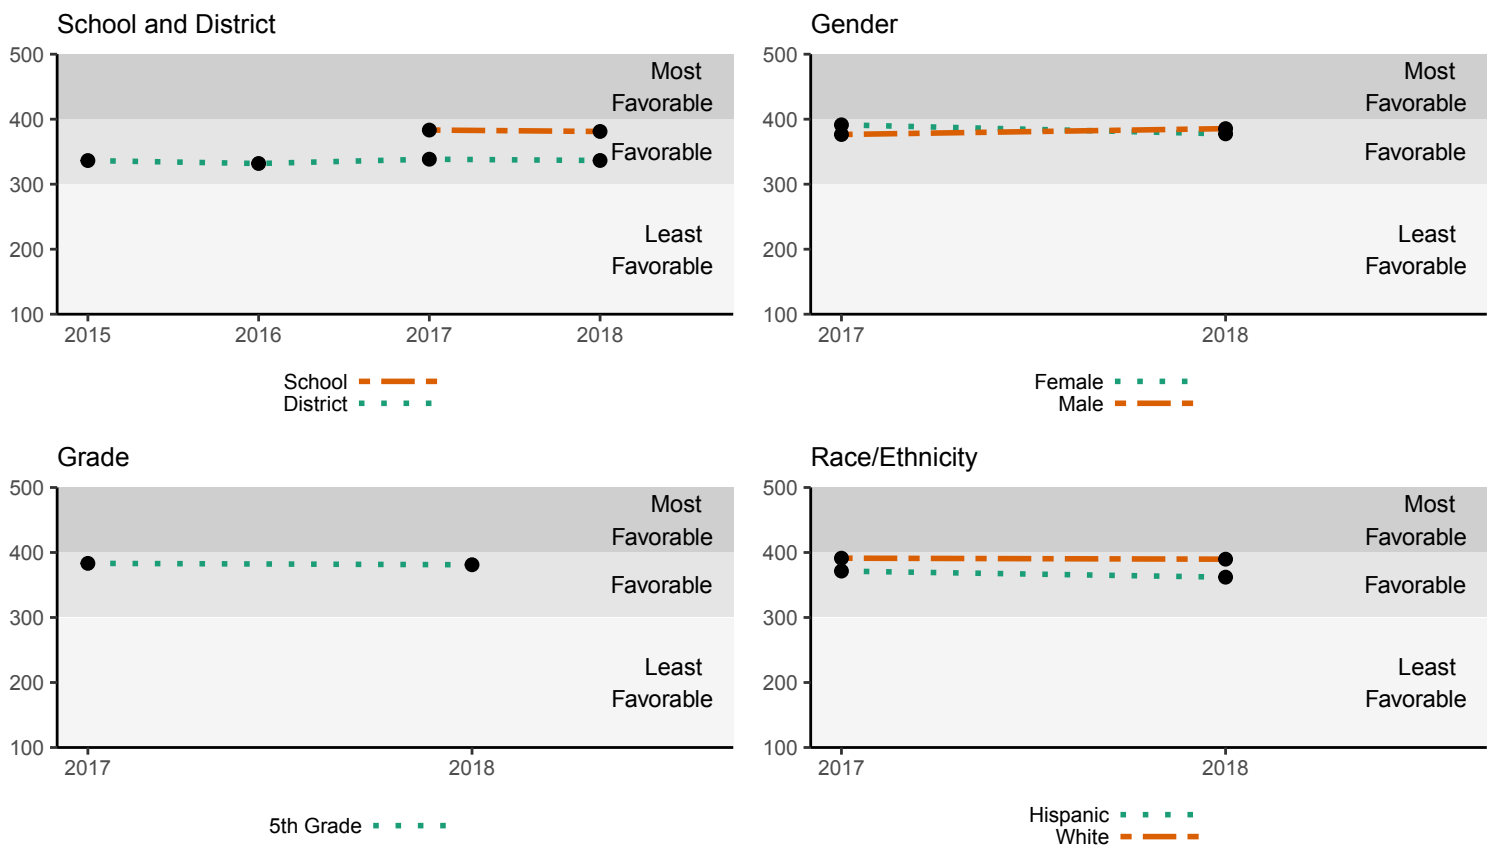 School and District
500
400
300
200
100
Most
Favorable
Favorable
Least
Favorable
2015 2016 2017 2018
School
District
Gender
500
400
300
200
100
Most
Favorable
Favorable
Least
Favorable
2017 2018
Female
Male
Grade
500
400
300
200
100
Most
Favorable
Favorable
Least
Favorable
2017 2018
5th Grade
Race/Ethnicity
500
400
300
200
100
Most
Favorable
Favorable
Least
Favorable
2017 2018
Hispanic
White